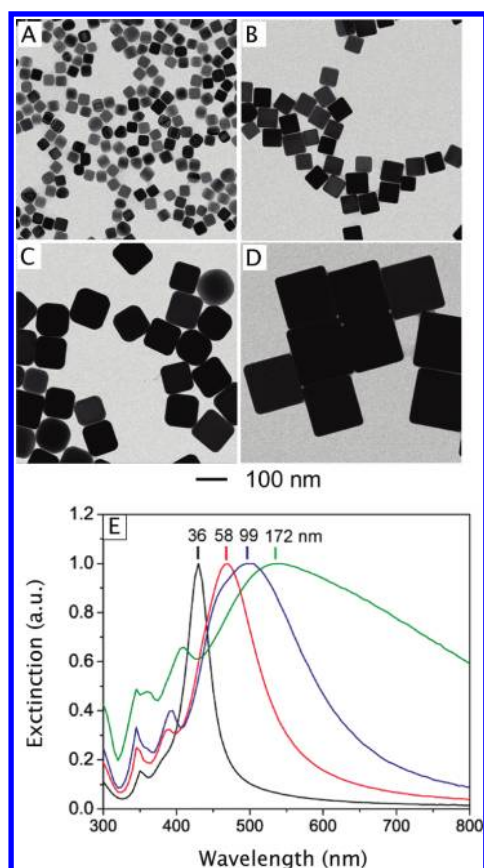 A
B
C
D
100 nm
E
36 58 99 172 nm
1.2
1.0
0.8
0.6
0.4
0.2
0.0
Exctinction (a.u.)
300 400 500 600 700 800
Wavelength (nm)